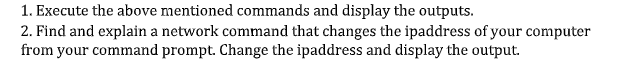 1. Execute the above mentioned commands and display the outputs.
2. Find and explain a network command that changes the ipaddress of your computer
from your command prompt. Change the ipaddress and display the output.